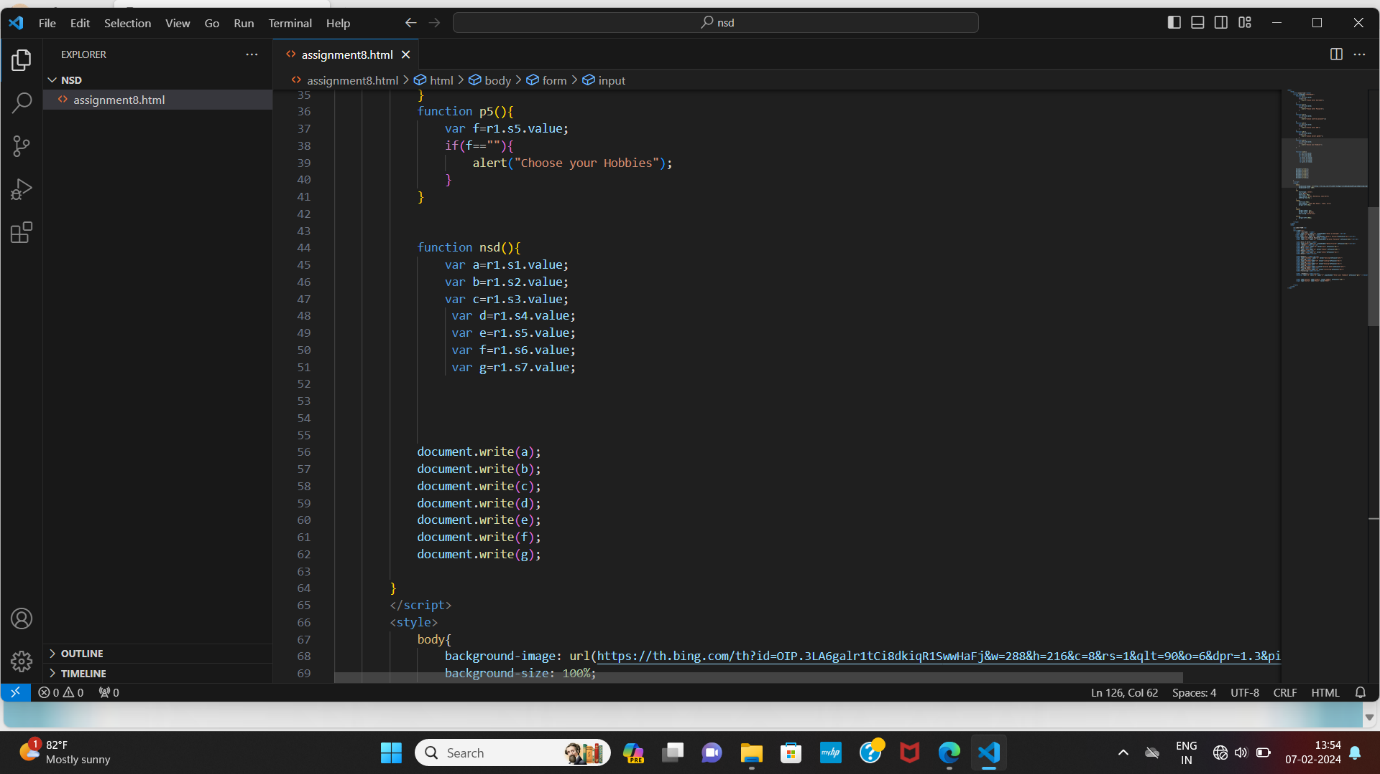 File Edit Selection View Go Run Terminal Help
nsd
EXPLORER
NSD
assignment8.html
assignment8.html
assignment8.html > html > body > form > input
35 }
36 function p5(){
37 var f=r1.s5.value;
38 if(f==""){
39 alert("Choose your Hobbies");
40 }
41 }
42
43
44 function nsd(){
45 var a=r1.s1.value;
46 var b=r1.s2.value;
47 var c=r1.s3.value;
48 var d=r1.s4.value;
49 var e=r1.s5.value;
50 var f=r1.s6.value;
51 var g=r1.s7.value;
52
53
54
55
56 document.write(a);
57 document.write(b);
58 document.write(c);
59 document.write(d);
60 document.write(e);
61 document.write(f);
62 document.write(g);
63
64 }
65 </script>
66 <style>
67 body{
68 background-image: url(https://th.bing.com/th?id=OIP.3LA6galr1tCi8dkiqR1SwwHaFj&w=288&h=216&c=8&rs=1&qlt=90&o=6&dpr=1.3&pi
69 background-size: 100%;
OUTLINE
TIMELINE
0 0 0
Ln 126, Col 62 Spaces: 4 UTF-8 CRLF HTML
1
82°F
Mostly sunny
Search
PRE
myhp
ENG
IN
13:54
07-02-2024